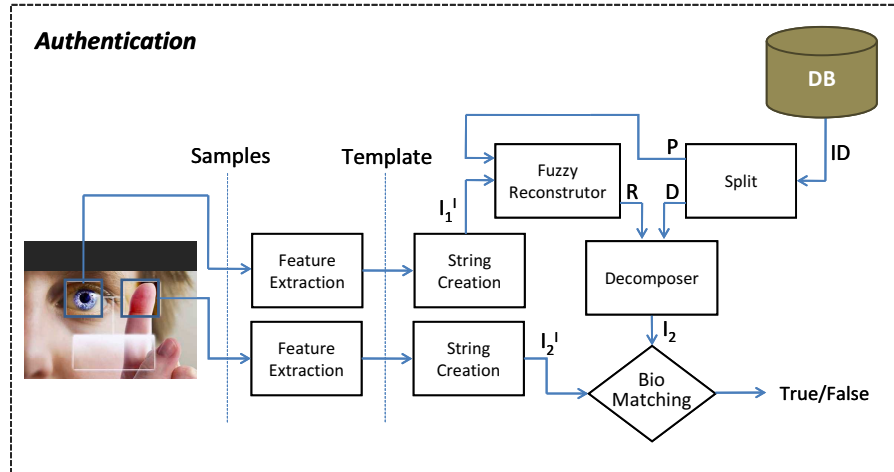 Authentication
DB
Samples
Template
P
ID
Fuzzy
Reconstrutor
Split
R
D
I₁ᴵ
Feature
Extraction
String
Creation
Decomposer
Feature
Extraction
String
Creation
I₂ᴵ
I₂
Bio
Matching
True/False